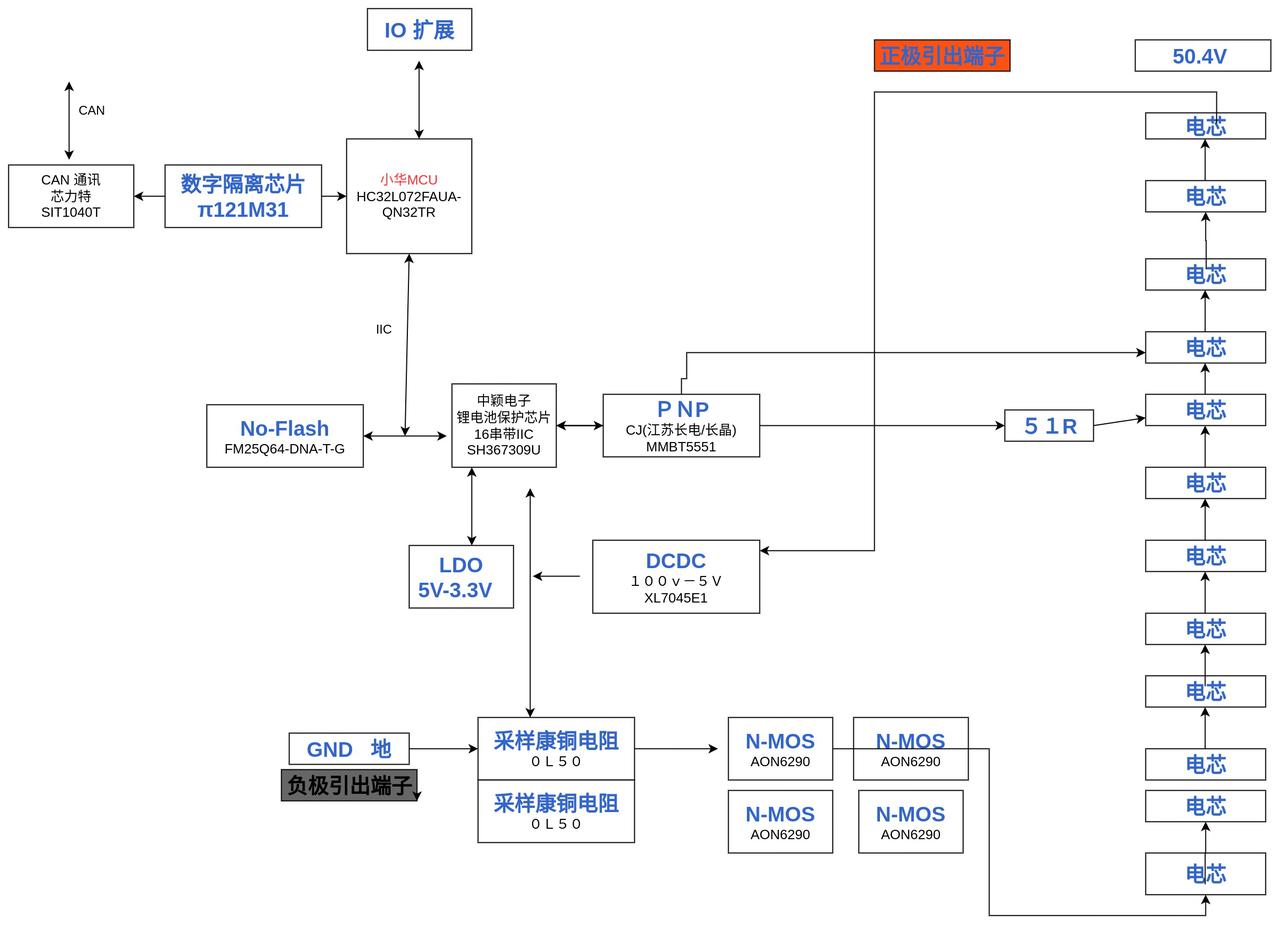 IO 扩展
正极引出端子
50.4V
CAN
电芯
CAN 通讯
芯力特
SIT1040T
数字隔离芯片
π121M31
小华MCU
HC32L072FAUA-
QN32TR
电芯
电芯
IIC
电芯
No-Flash
FM25Q64-DNA-T-G
中颖电子
锂电池保护芯片
16串带IIC
SH367309U
ＰＮP
CJ(江苏长电/长晶)
MMBT5551
５１R
电芯
电芯
LDO
5V-3.3V
DCDC
１００ｖ－５Ｖ
XL7045E1
电芯
电芯
电芯
GND 地
负极引出端子
采样康铜电阻
０Ｌ５０
采样康铜电阻
０Ｌ５０
N-MOS
AON6290
N-MOS
AON6290
N-MOS
AON6290
N-MOS
AON6290
电芯
电芯
电芯